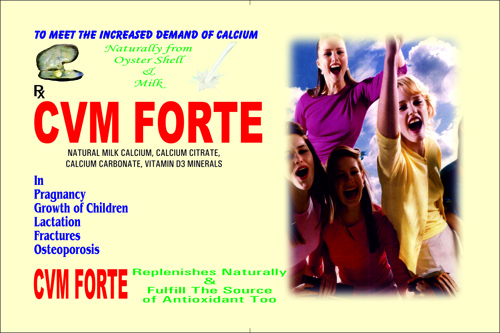 TO MEET THE INCREASED DEMAND OF CALCIUM
Naturally from
Oyster Shell
&
Milk
Rx
CVM FORTE
NATURAL MILK CALCIUM, CALCIUM CITRATE,
CALCIUM CARBONATE, VITAMIN D3 MINERALS
In
Pragnancy
Growth of Children
Lactation
Fractures
Osteoporosis
CVM FORTE
Replenishes Naturally
&
Fulfill The Source
of Antioxidant Too